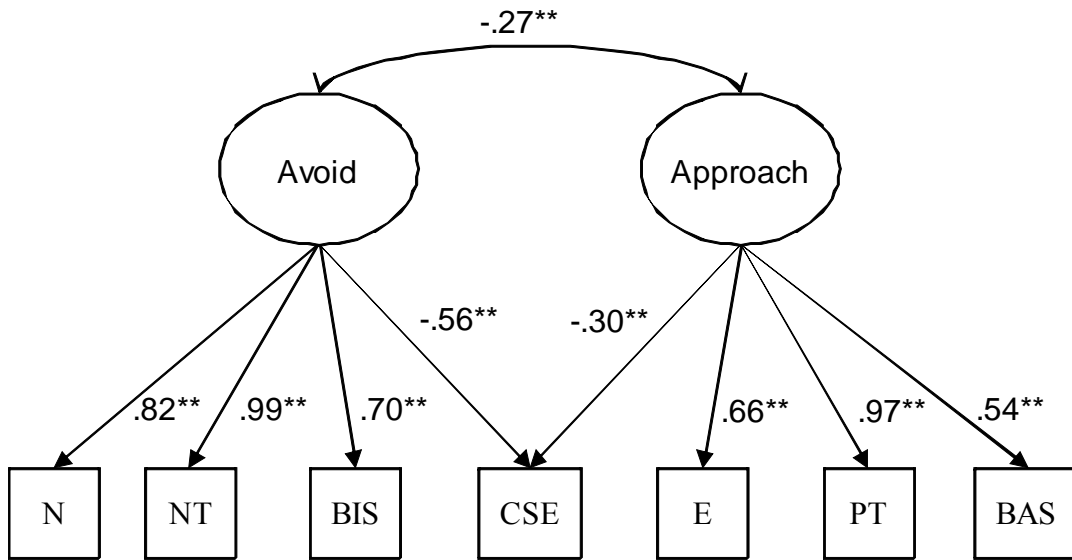 -.27**
Avoid
Approach
-.56**
-.30**
.82**
.99**
.70**
.66**
.97**
.54**
N
NT
BIS
CSE
E
PT
BAS